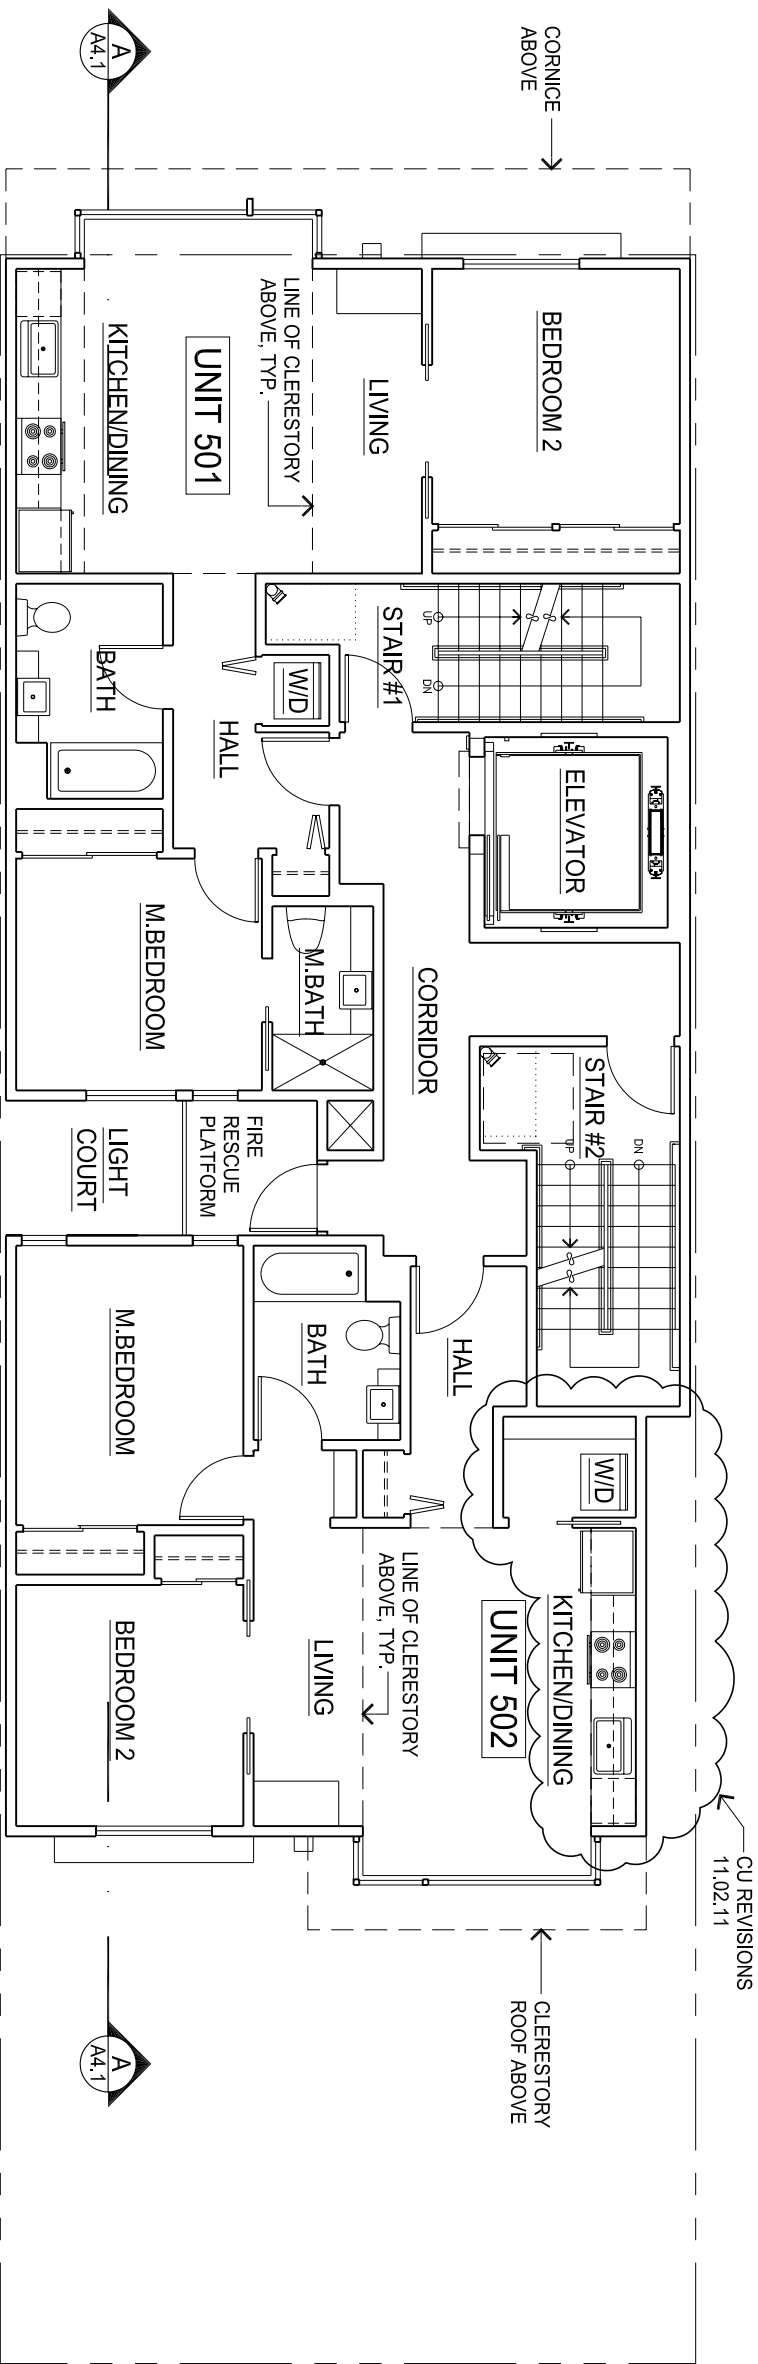 CORNICE
ABOVE
A
A4.1
BEDROOM 2
LINE OF CLERESTORY
ABOVE, TYP.
LIVING
UNIT 501
KITCHEN/DINING
STAIR #1
UP
DN
W/D
BATH
HALL
ELEVATOR
M.BEDROOM
M.BATH
CORRIDOR
STAIR #2
UP
DN
FIRE
RESCUE
PLATFORM
LIGHT
COURT
M.BEDROOM
BATH
HALL
W/D
KITCHEN/DINING
UNIT 502
LINE OF CLERESTORY
ABOVE, TYP.
LIVING
BEDROOM 2
CU REVISIONS
11.02.11
CLERESTORY
ROOF ABOVE
A
A4.1